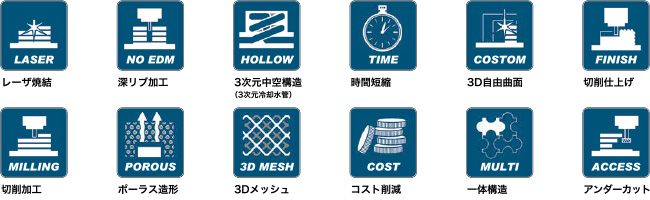 LASER
NO EDM
HOLLOW
TIME
COSTOM
FINISH
レーザ焼結
深リブ加工
3次元中空構造
（3次元冷却水管）
時間短縮
3D自由曲面
切削仕上げ
MILLING
POROUS
3D MESH
COST
MULTI
ACCESS
切削加工
ポーラス造形
3Dメッシュ
コスト削減
一体構造
アンダーカット